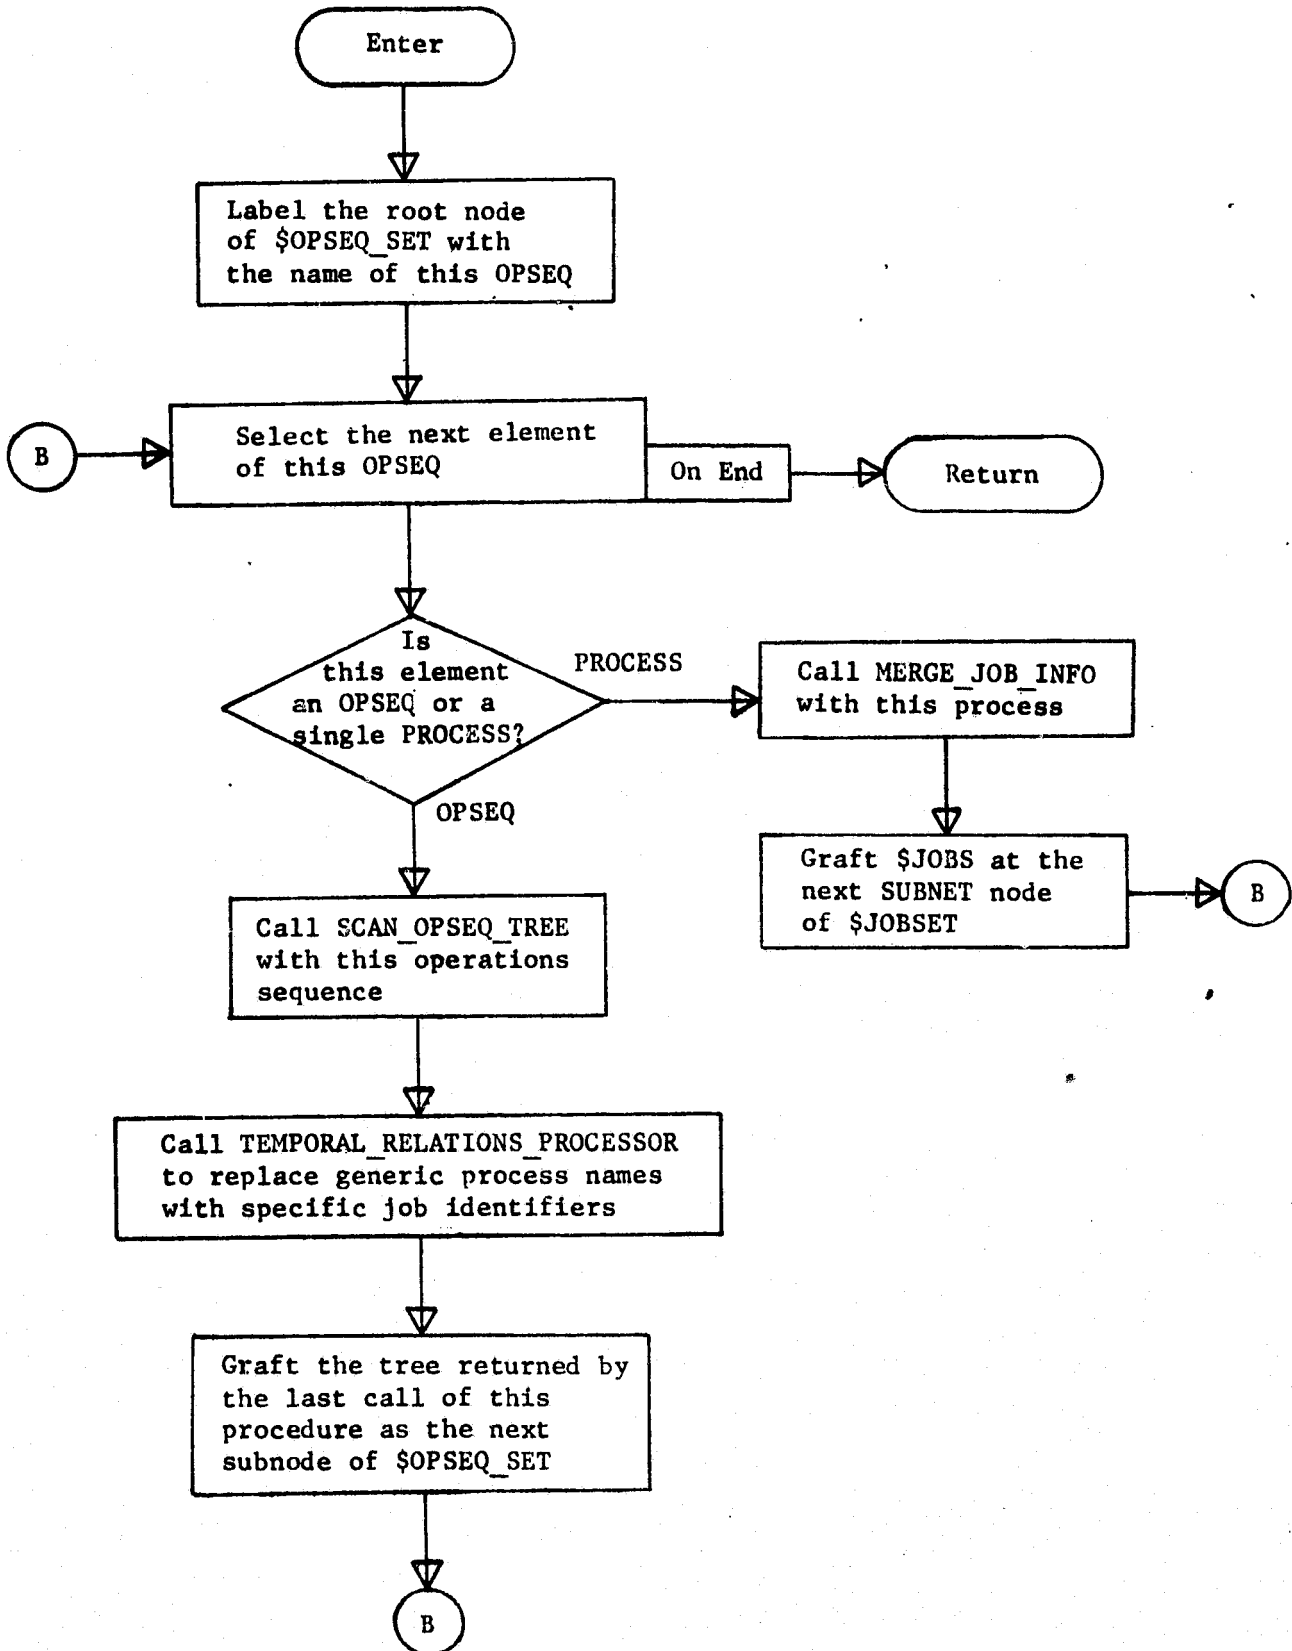 Enter
Label the root node
of $OPSEQ_SET with
the name of this OPSEQ
B
Select the next element
of this OPSEQ
On End
Return
Is
this element
an OPSEQ or a
single PROCESS?
PROCESS
Call MERGE_JOB_INFO
with this process
OPSEQ
Graft $JOBS at the
next SUBNET node
of $JOBSET
B
Call SCAN_OPSEQ_TREE
with this operations
sequence
Call TEMPORAL_RELATIONS_PROCESSOR
to replace generic process names
with specific job identifiers
Graft the tree returned by
the last call of this
procedure as the next
subnode of $OPSEQ_SET
B